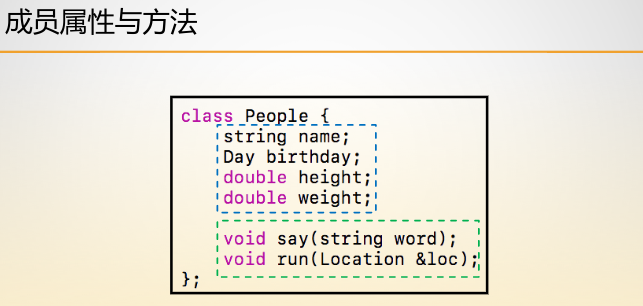 成员属性与方法
class People {
string name;
Day birthday;
double height;
double weight;
void say(string word);
void run(Location &loc);
};